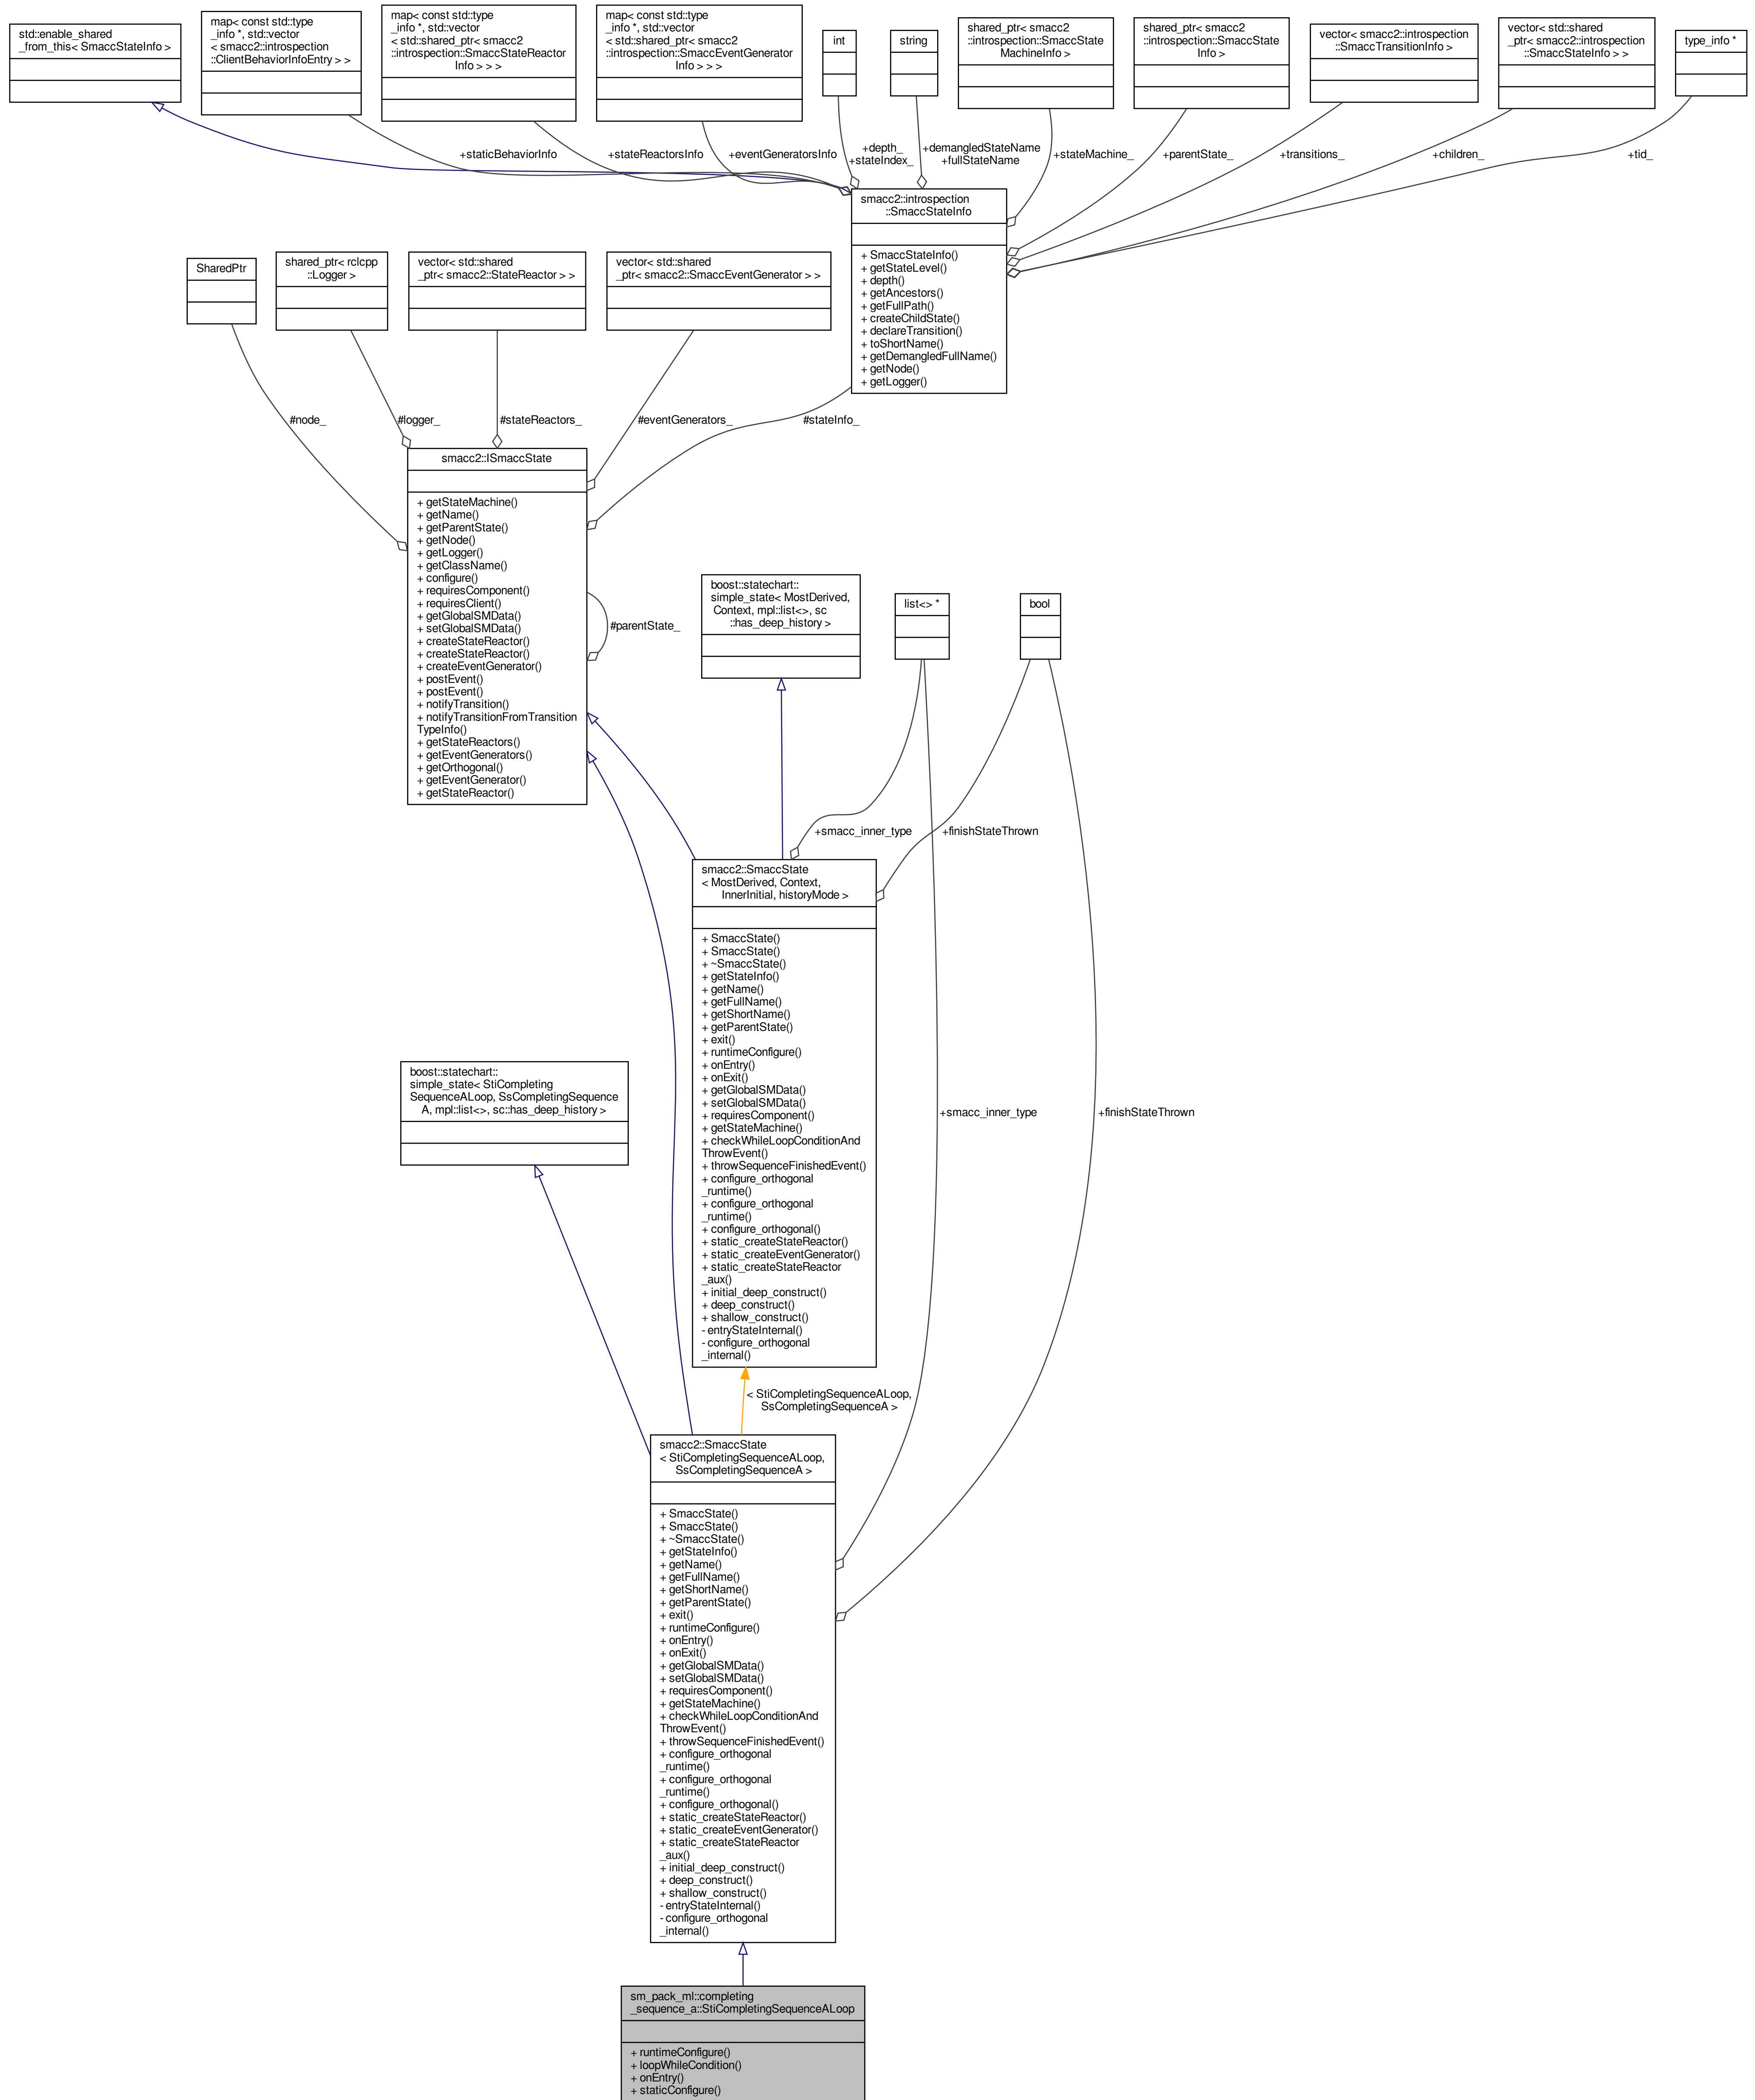 std::enable_shared
_from_this< SmaccStateInfo >
map< const std::type
_info *, std::vector
< smacc2::introspection
::ClientBehaviorInfoEntry > >
map< const std::type
_info *, std::vector
< std::shared_ptr< smacc2
::introspection::SmaccStateReactor
Info > > >
map< const std::type
_info *, std::vector
< std::shared_ptr< smacc2
::introspection::SmaccEventGenerator
Info > > >
int
string
shared_ptr< smacc2
::introspection::SmaccState
MachineInfo >
shared_ptr< smacc2
::introspection::SmaccState
Info >
vector< smacc2::introspection
::SmaccTransitionInfo >
vector< std::shared
_ptr< smacc2::introspection
::SmaccStateInfo > >
type_info *
+staticBehaviorInfo
+stateReactorsInfo
+eventGeneratorsInfo
+depth_
+stateIndex_
+demangledStateName
+fullStateName
+stateMachine_
+parentState_
+transitions_
+children_
+tid_
smacc2::introspection
::SmaccStateInfo
+ SmaccStateInfo()
+ getStateLevel()
+ depth()
+ getAncestors()
+ getFullPath()
+ createChildState()
+ declareTransition()
+ toShortName()
+ getDemangledFullName()
+ getNode()
+ getLogger()
SharedPtr
shared_ptr< rclcpp
::Logger >
vector< std::shared
_ptr< smacc2::StateReactor > >
vector< std::shared
_ptr< smacc2::SmaccEventGenerator > >
#node_
#logger_
#stateReactors_
#eventGenerators_
#stateInfo_
smacc2::ISmaccState
+ getStateMachine()
+ getName()
+ getParentState()
+ getNode()
+ getLogger()
+ getClassName()
+ configure()
+ requiresComponent()
+ requiresClient()
+ getGlobalSMData()
+ setGlobalSMData()
+ createStateReactor()
+ createStateReactor()
+ createEventGenerator()
+ postEvent()
+ postEvent()
+ notifyTransition()
+ notifyTransitionFromTransition
TypeInfo()
+ getStateReactors()
+ getEventGenerators()
+ getOrthogonal()
+ getEventGenerator()
+ getStateReactor()
#parentState_
boost::statechart::
simple_state< MostDerived,
Context, mpl::list<>, sc
::has_deep_history >
list<> *
bool
+smacc_inner_type
+finishStateThrown
smacc2::SmaccState
< MostDerived, Context,
InnerInitial, historyMode >
+ SmaccState()
+ SmaccState()
+ ~SmaccState()
+ getStateInfo()
+ getName()
+ getFullName()
+ getShortName()
+ getParentState()
+ exit()
+ runtimeConfigure()
+ onEntry()
+ onExit()
+ getGlobalSMData()
+ setGlobalSMData()
+ requiresComponent()
+ getStateMachine()
+ checkWhileLoopConditionAnd
ThrowEvent()
+ throwSequenceFinishedEvent()
+ configure_orthogonal
_runtime()
+ configure_orthogonal
_runtime()
+ configure_orthogonal()
+ static_createStateReactor()
+ static_createEventGenerator()
+ static_createStateReactor
_aux()
+ initial_deep_construct()
+ deep_construct()
+ shallow_construct()
- entryStateInternal()
- configure_orthogonal
_internal()
boost::statechart::
simple_state< StiCompleting
SequenceALoop, SsCompletingSequence
A, mpl::list<>, sc::has_deep_history >
+smacc_inner_type
+finishStateThrown
< StiCompletingSequenceALoop,
SsCompletingSequenceA >
smacc2::SmaccState
< StiCompletingSequenceALoop,
SsCompletingSequenceA >
+ SmaccState()
+ SmaccState()
+ ~SmaccState()
+ getStateInfo()
+ getName()
+ getFullName()
+ getShortName()
+ getParentState()
+ exit()
+ runtimeConfigure()
+ onEntry()
+ onExit()
+ getGlobalSMData()
+ setGlobalSMData()
+ requiresComponent()
+ getStateMachine()
+ checkWhileLoopConditionAnd
ThrowEvent()
+ throwSequenceFinishedEvent()
+ configure_orthogonal
_runtime()
+ configure_orthogonal
_runtime()
+ configure_orthogonal()
+ static_createStateReactor()
+ static_createEventGenerator()
+ static_createStateReactor
_aux()
+ initial_deep_construct()
+ deep_construct()
+ shallow_construct()
- entryStateInternal()
- configure_orthogonal
_internal()
sm_pack_ml::completing
_sequence_a::StiCompletingSequenceALoop
+ runtimeConfigure()
+ loopWhileCondition()
+ onEntry()
+ staticConfigure()